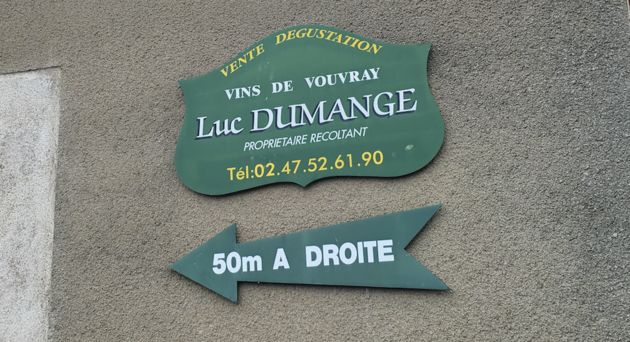 VENTE DEGUSTATION
VINS DE VOUVRAY
Luc DUMANGE
PROPRIETAIRE RECOLTANT
Tél:02.47.52.61.90
50m A DROITE